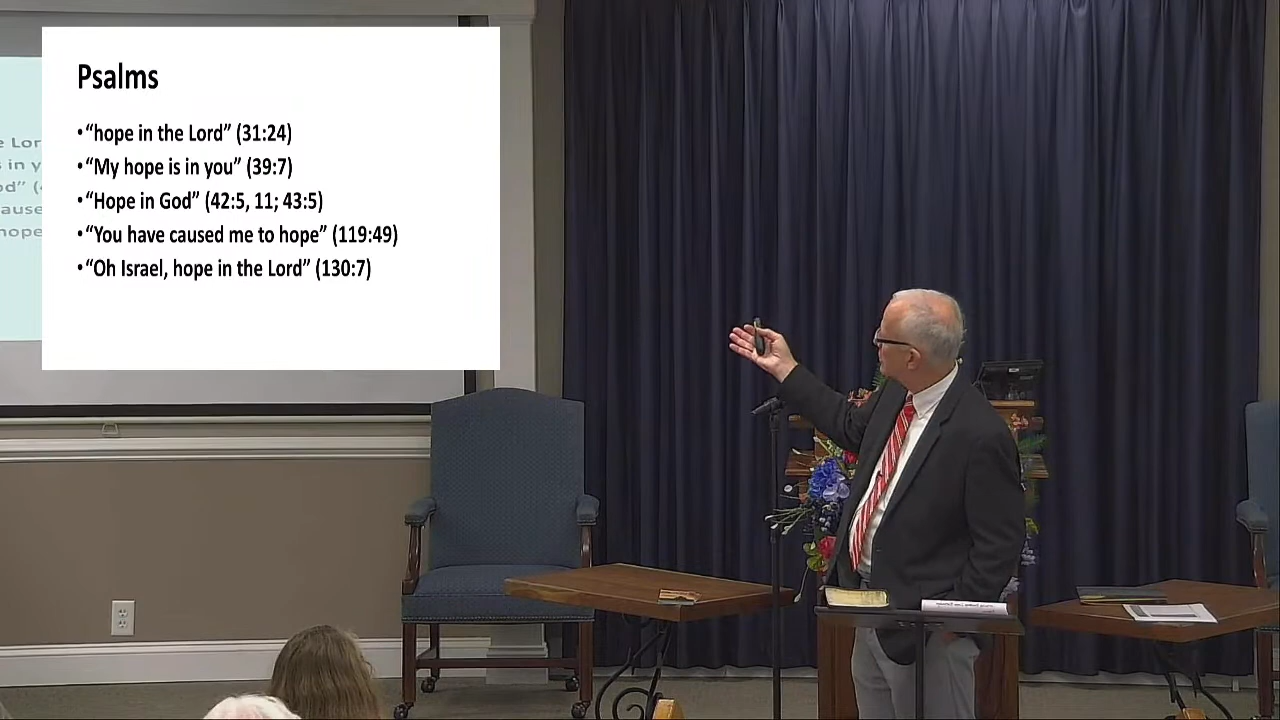 Psalms
•“hope in the Lord” (31:24)
•“My hope is in you” (39:7)
•“Hope in God” (42:5, 11; 43:5)
•“You have caused me to hope” (119:49)
•“Oh Israel, hope in the Lord” (130:7)